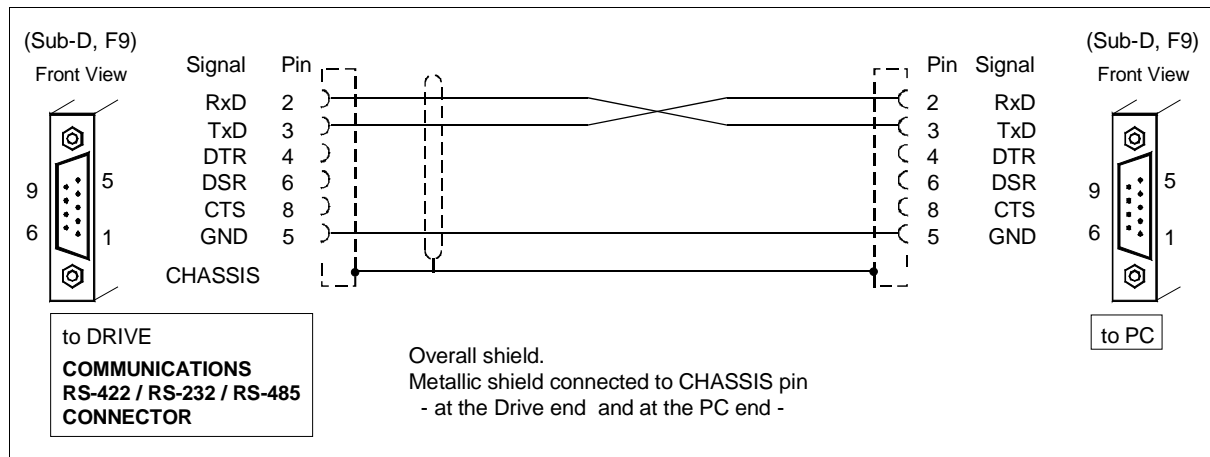 (Sub-D, F9)
Front View
9
5
6
1
Signal Pin
RxD 2
TxD 3
DTR 4
DSR 6
CTS 8
GND 5
CHASSIS
Pin Signal
2 RxD
3 TxD
4 DTR
6 DSR
8 CTS
5 GND
(Sub-D, F9)
Front View
9
5
6
1
to DRIVE
COMMUNICATIONS
RS-422 / RS-232 / RS-485
CONNECTOR
Overall shield.
Metallic shield connected to CHASSIS pin
- at the Drive end and at the PC end -
to PC